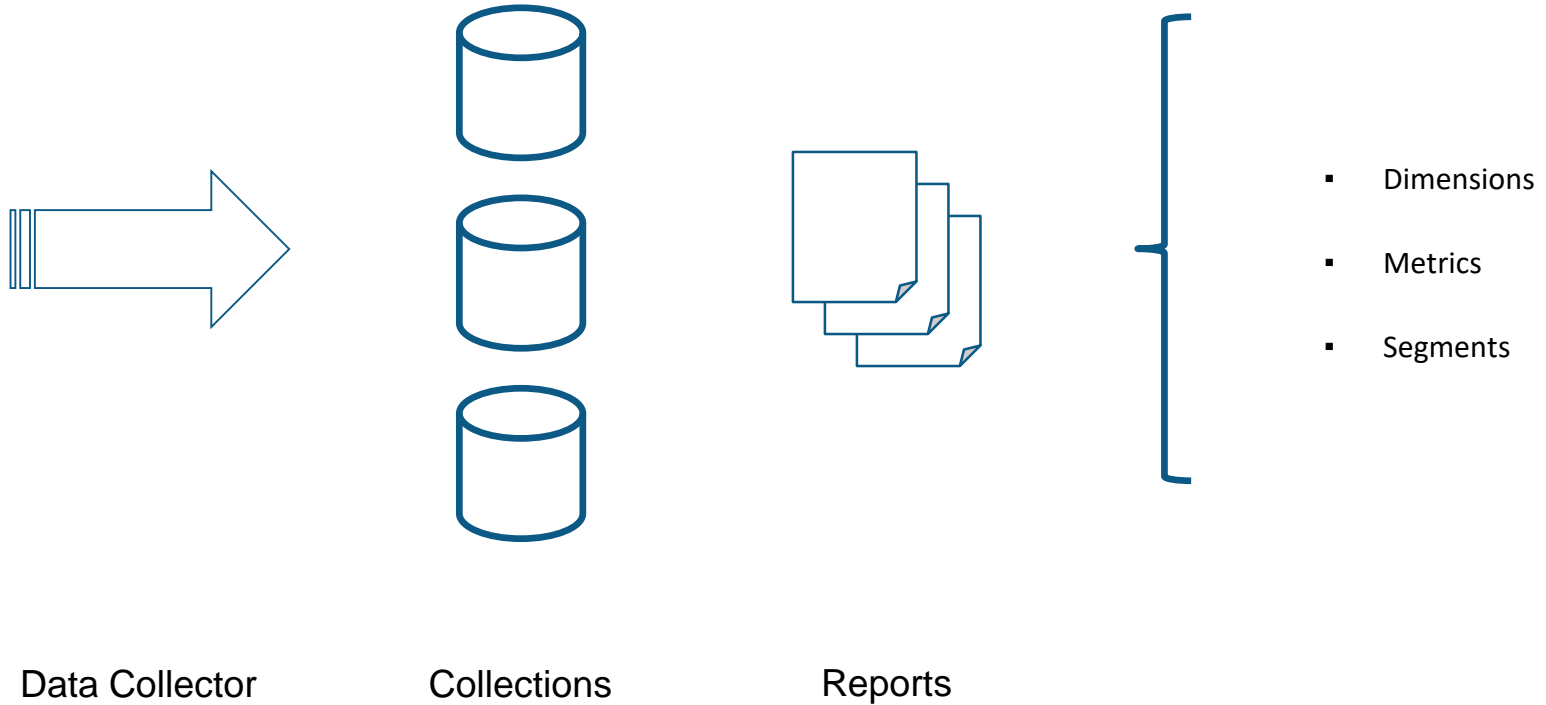 ▪ Dimensions
▪ Metrics
▪ Segments
Data Collector
Collections
Reports